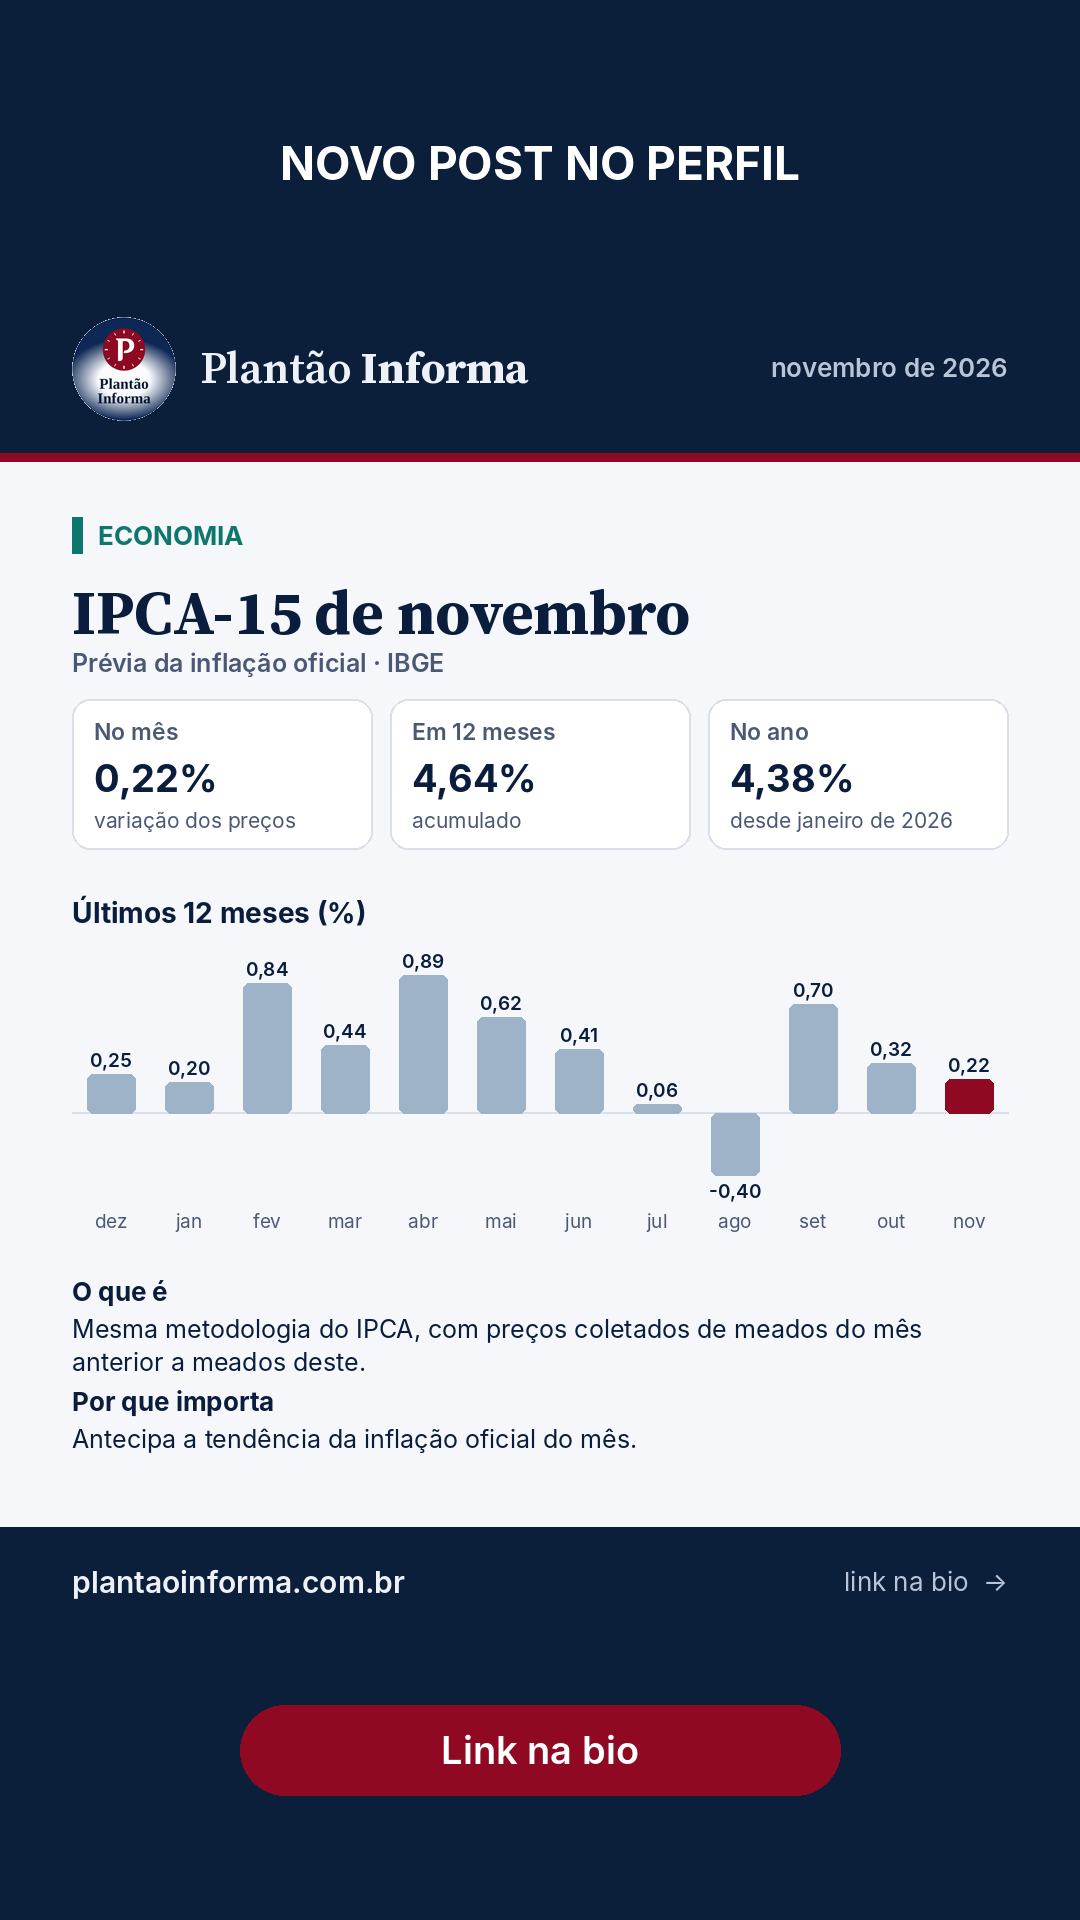 NOVO POST NO PERFIL
P
Plantão
Informa
Plantão Informa
novembro de 2026
ECONOMIA
IPCA-15 de novembro
Prévia da inflação oficial · IBGE
No mês
0,22%
variação dos preços
Em 12 meses
4,64%
acumulado
No ano
4,38%
desde janeiro de 2026
Últimos 12 meses (%)
0,25
0,20
0,84
0,44
0,89
0,62
0,41
0,06
-0,40
0,70
0,32
0,22
dez
jan
fev
mar
abr
mai
jun
jul
ago
set
out
nov
O que é
Mesma metodologia do IPCA, com preços coletados de meados do mês
anterior a meados deste.
Por que importa
Antecipa a tendência da inflação oficial do mês.
plantaoinforma.com.br
link na bio →
Link na bio